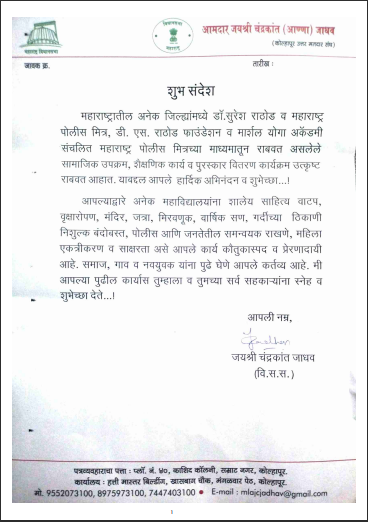 आमदार जयश्री चंद्रकांत (आण्णा) जाधव
(कोल्हापूर उत्तर मतदार संघ)
महाराष्ट्र विधानसभा
जावक क्र.
तारीख :
शुभ संदेश
महाराष्ट्रातील अनेक जिल्ह्यांमध्ये डॉ.सुरेश राठोड व महाराष्ट्र
पोलीस मित्र, डी. एस. राठोड फाउंडेशन व मार्शल योगा अकॅडमी
संचलित महाराष्ट्र पोलीस मित्रच्या माध्यमातून राबवत असलेले
सामाजिक उपक्रम, शैक्षणिक कार्य व पुरस्कार वितरण कार्यक्रम उत्कृष्ट
राबवत आहात. याबद्दल आपले हार्दिक अभिनंदन व शुभेच्छा...!
आपल्याद्वारे अनेक महाविद्यालयांना शालेय साहित्य वाटप,
वृक्षारोपण, मंदिर, जत्रा, मिरवणूक, वार्षिक सण, गर्दीच्या ठिकाणी
निशुल्क बंदोबस्त, पोलीस आणि जनतेतील समन्वयक राखणे, महिला
एकत्रीकरण व साक्षरता असे आपले कार्य कौतुकास्पद व प्रेरणादायी
आहे. समाज, गाव व नवयुवक यांना पुढे घेणे आपले कर्तव्य आहे. मी
आपल्या पुढील कार्यास तुम्हाला व तुमच्या सर्व सहकाऱ्यांना स्नेह व
शुभेच्छा देते...!
आपली नम्र,
जयश्री चंद्रकांत जाधव
(वि.स.स.)
पत्रव्यवहाराचा पत्ता : प्लॉ. नं. ४०, काशिद कॉलनी, सम्राट नगर, कोल्हापूर.
कार्यालय : हत्ती मास्तर बिल्डींग, खासबाग चौक, मंगळवार पेठ, कोल्हापूर.
मो. 9552073100, 8975973100, 7447403100 ● E-mail : mlajcjadhav@gmail.com